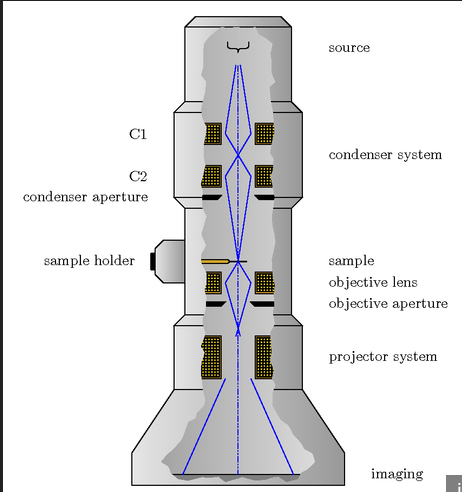 source
C1
condenser system
C2
condenser aperture
sample holder
sample
objective lens
objective aperture
projector system
imaging